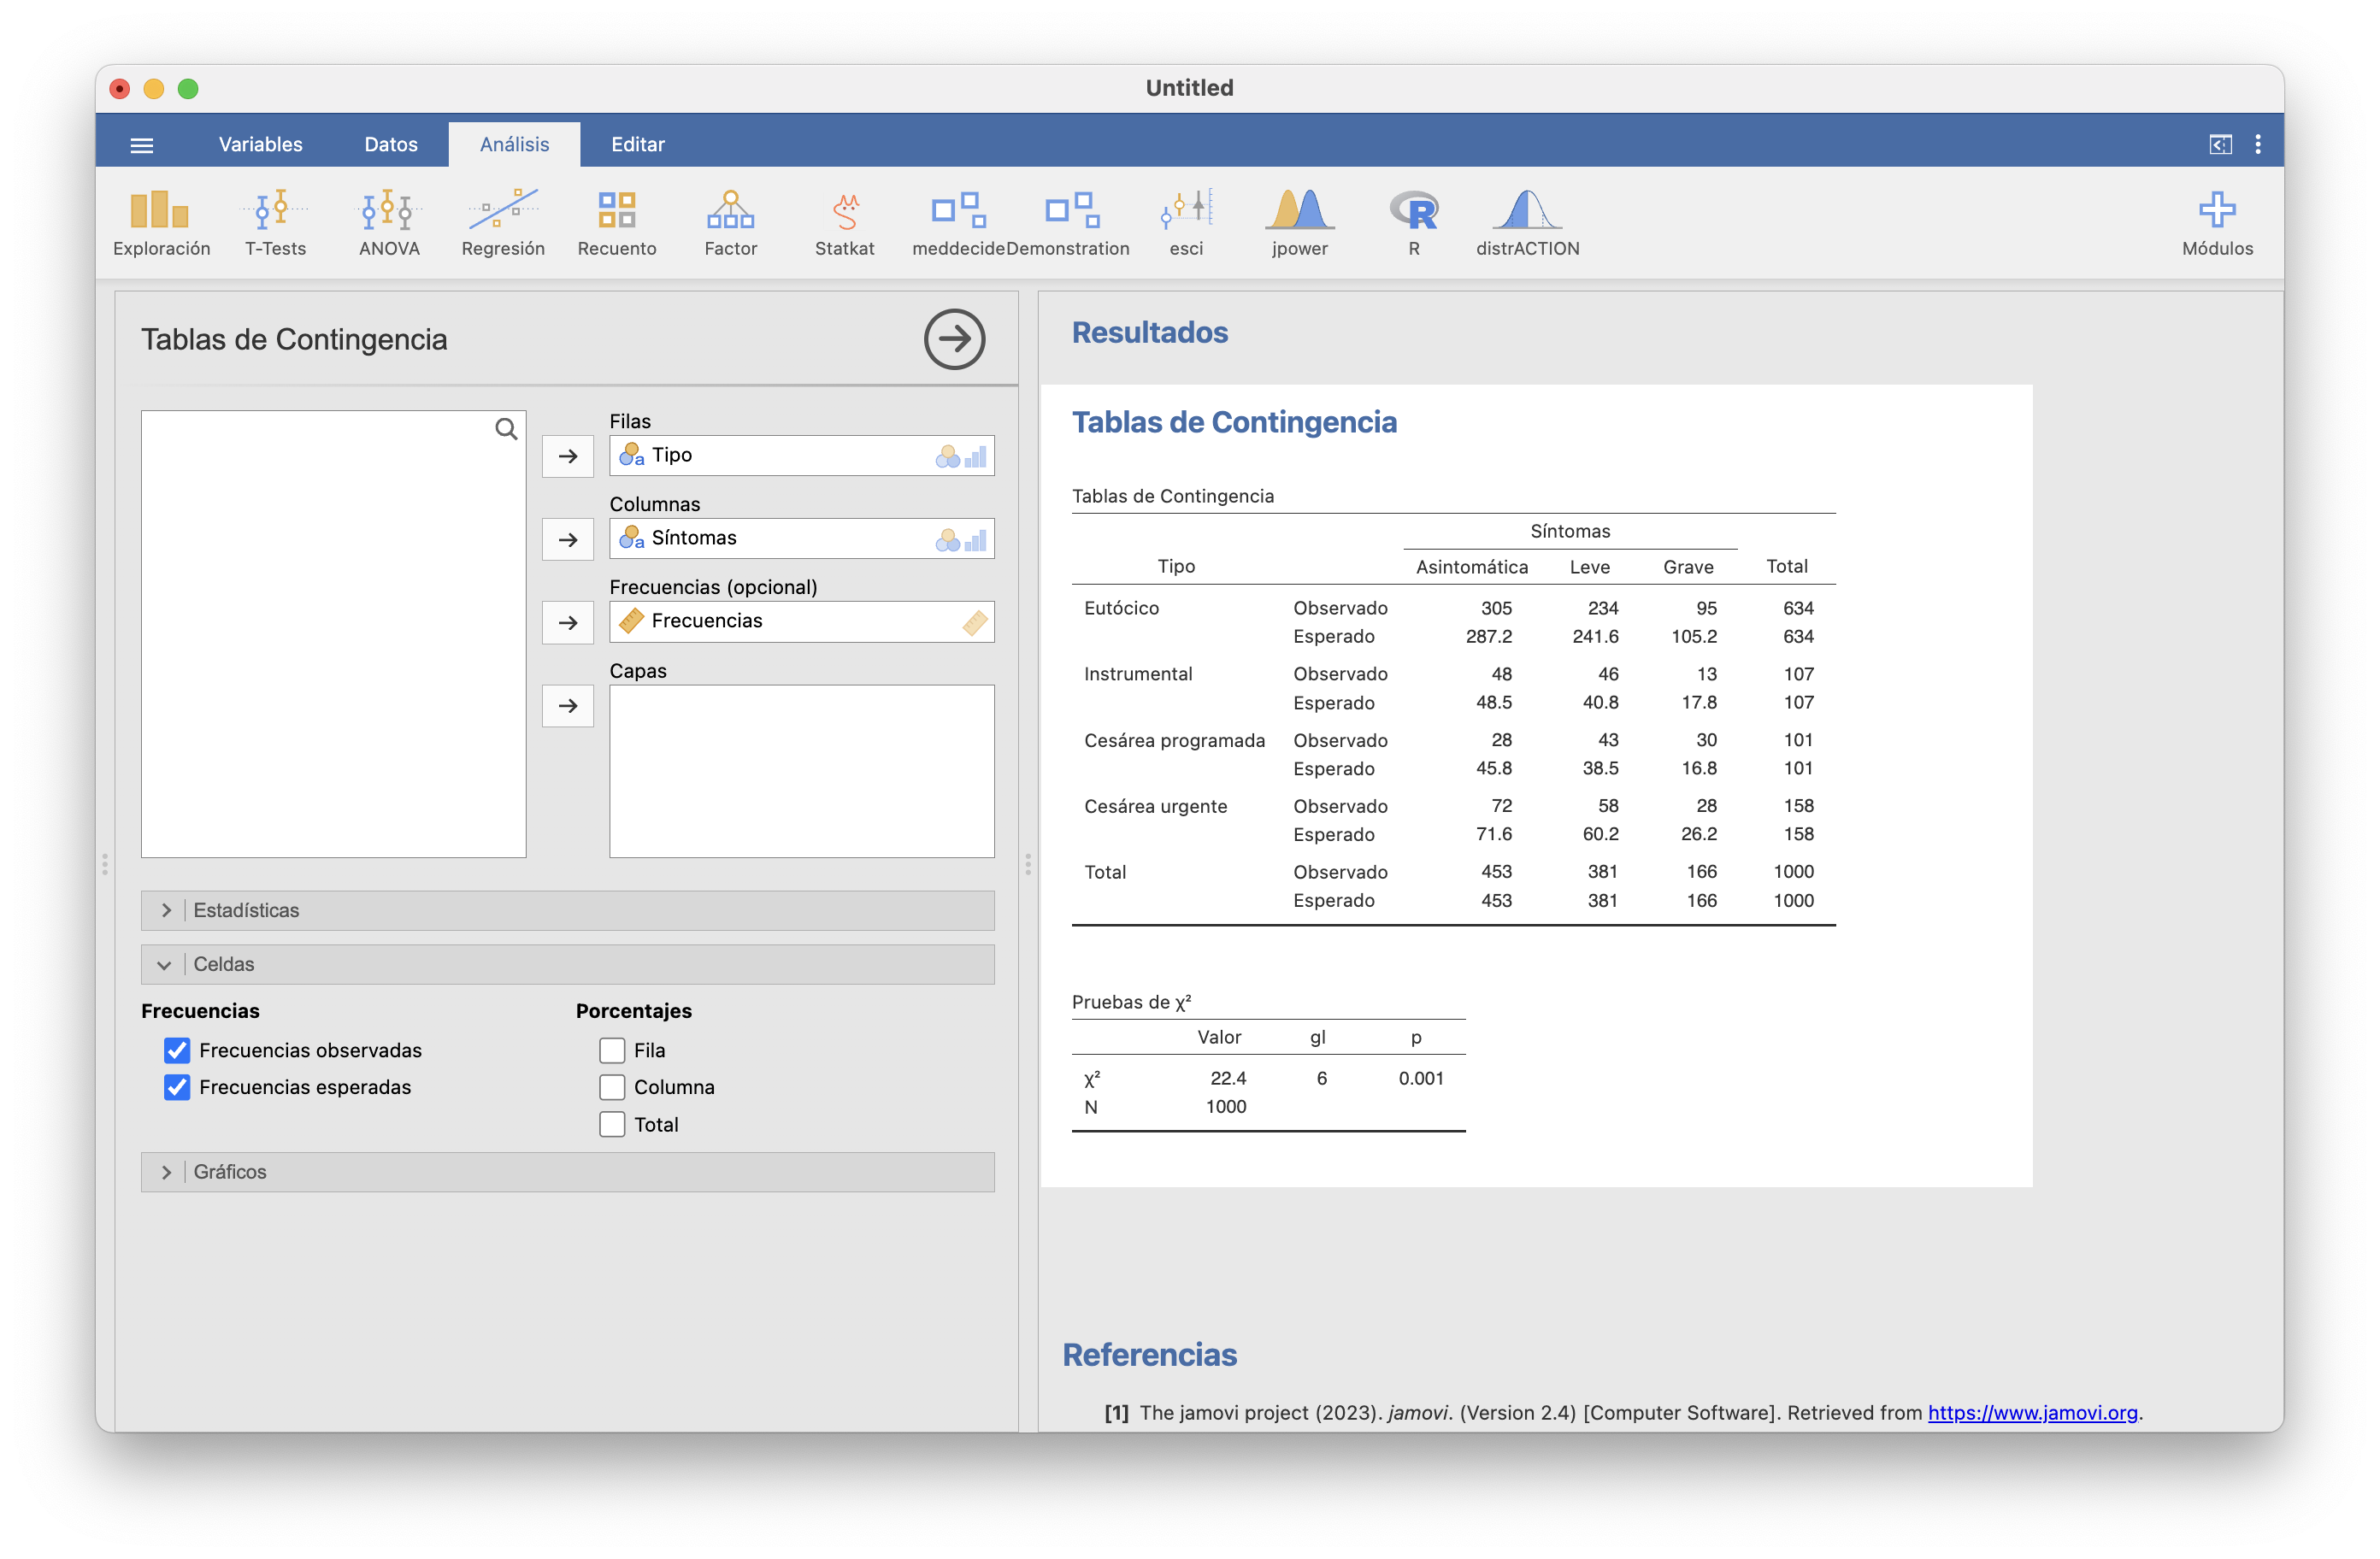 Untitled
Variables Datos Análisis Editar
Exploración T-Tests ANOVA Regresión Recuento Factor Statkat meddecide Demonstration esci jpower R distrACTION Módulos
Tablas de Contingencia
Filas
Tipo
Columnas
Síntomas
Frecuencias (opcional)
Frecuencias
Capas
Estadísticas
Celdas
Frecuencias Porcentajes
Frecuencias observadas Fila
Frecuencias esperadas Columna
Total
Gráficos
Resultados
Tablas de Contingencia
Tablas de Contingencia
Síntomas
Tipo Asintomática Leve Grave Total
Eutócico Observado 305 234 95 634
Esperado 287.2 241.6 105.2 634
Instrumental Observado 48 46 13 107
Esperado 48.5 40.8 17.8 107
Cesárea programada Observado 28 43 30 101
Esperado 45.8 38.5 16.8 101
Cesárea urgente Observado 72 58 28 158
Esperado 71.6 60.2 26.2 158
Total Observado 453 381 166 1000
Esperado 453 381 166 1000
Pruebas de χ²
Valor gl p
χ² 22.4 6 0.001
N 1000
Referencias
[1] The jamovi project (2023). jamovi. (Version 2.4) [Computer Software]. Retrieved from https://www.jamovi.org.